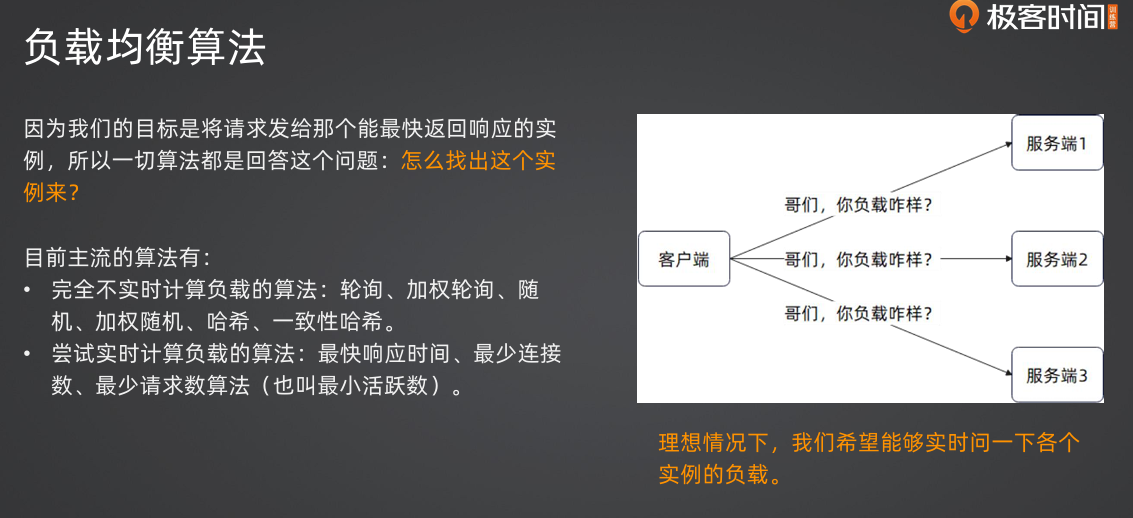 极客时间 训练营
负载均衡算法
因为我们的目标是将请求发给那个能最快返回响应的实
例，所以一切算法都是回答这个问题：怎么找出这个实
例来？
目前主流的算法有：
• 完全不实时计算负载的算法：轮询、加权轮询、随
机、加权随机、哈希、一致性哈希。
• 尝试实时计算负载的算法：最快响应时间、最少连接
数、最少请求数算法（也叫最小活跃数）。
服务端1
哥们，你负载咋样？
客户端
哥们，你负载咋样？
服务端2
哥们，你负载咋样？
服务端3
理想情况下，我们希望能够实时问一下各个
实例的负载。